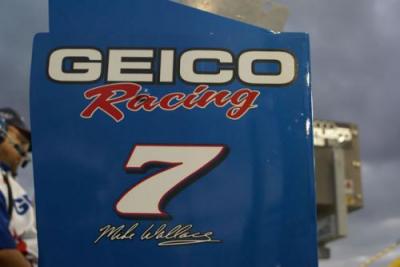 GEICO
Racing
7
Mike Wallace